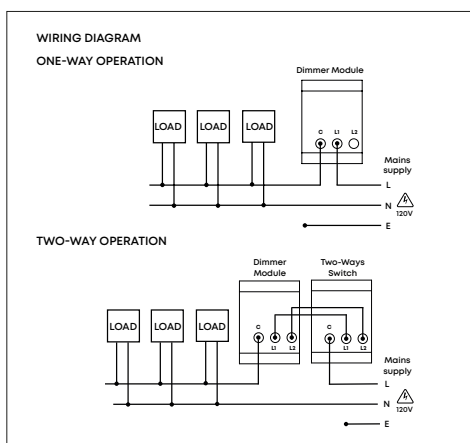 WIRING DIAGRAM
ONE-WAY OPERATION
Dimmer Module
LOAD LOAD LOAD
C L1 L2
Mains
supply
L
N
120V
E
TWO-WAY OPERATION
Dimmer
Module
Two-Ways
Switch
LOAD LOAD LOAD
C L1 L2
C L1 L2
Mains
supply
L
N
120V
E